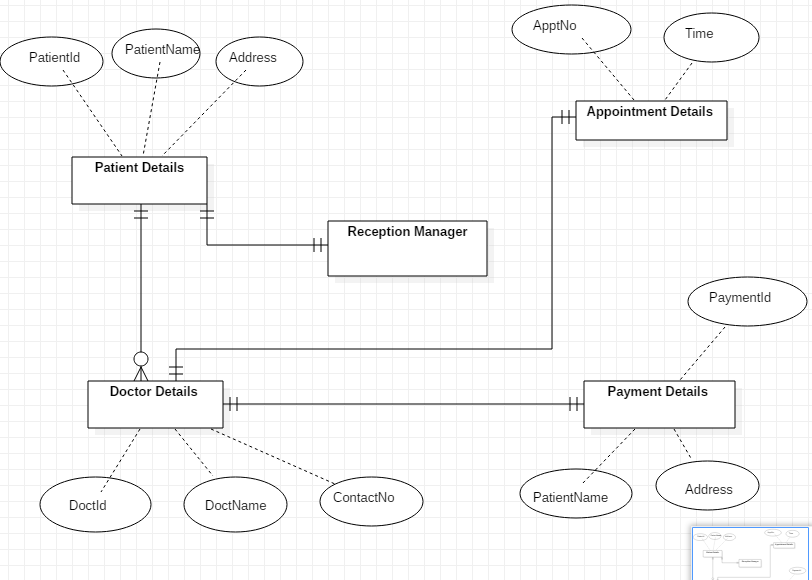 ApptNo
Time
PatientId
PatientName
Address
Appointment Details
Patient Details
Reception Manager
PaymentId
Doctor Details
Payment Details
DoctId
DoctName
ContactNo
PatientName
Address